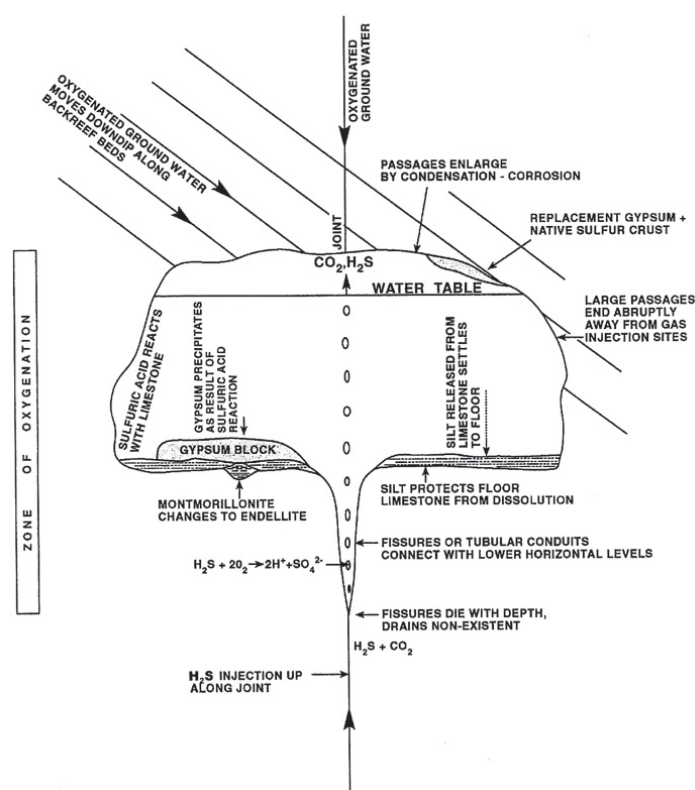 OXYGENATED GROUND WATER
MOVES DOWNDIP ALONG
BACKREEF BEDS
OXYGENATED
GROUND WATER
JOINT
PASSAGES ENLARGE
BY CONDENSATION - CORROSION
REPLACEMENT GYPSUM +
NATIVE SULFUR CRUST
CO2,H2S
WATER TABLE
LARGE PASSAGES
END ABRUPTLY
AWAY FROM GAS
INJECTION SITES
ZONE OF OXYGENATION
SULFURIC ACID REACTS
WITH LIMESTONE
GYPSUM PRECIPITATES
AS RESULT OF
SULFURIC ACID
REACTION
SILT RELEASED FROM
LIMESTONE SETTLES
TO FLOOR
GYPSUM BLOCK
MONTMORILLONITE
CHANGES TO ENDELLITE
SILT PROTECTS FLOOR
LIMESTONE FROM DISSOLUTION
FISSURES OR TUBULAR CONDUITS
CONNECT WITH LOWER HORIZONTAL LEVELS
H2S + 2O2→2H⁺+SO4²⁻
FISSURES DIE WITH DEPTH,
DRAINS NON-EXISTENT
H2S + CO2
H2S INJECTION UP
ALONG JOINT